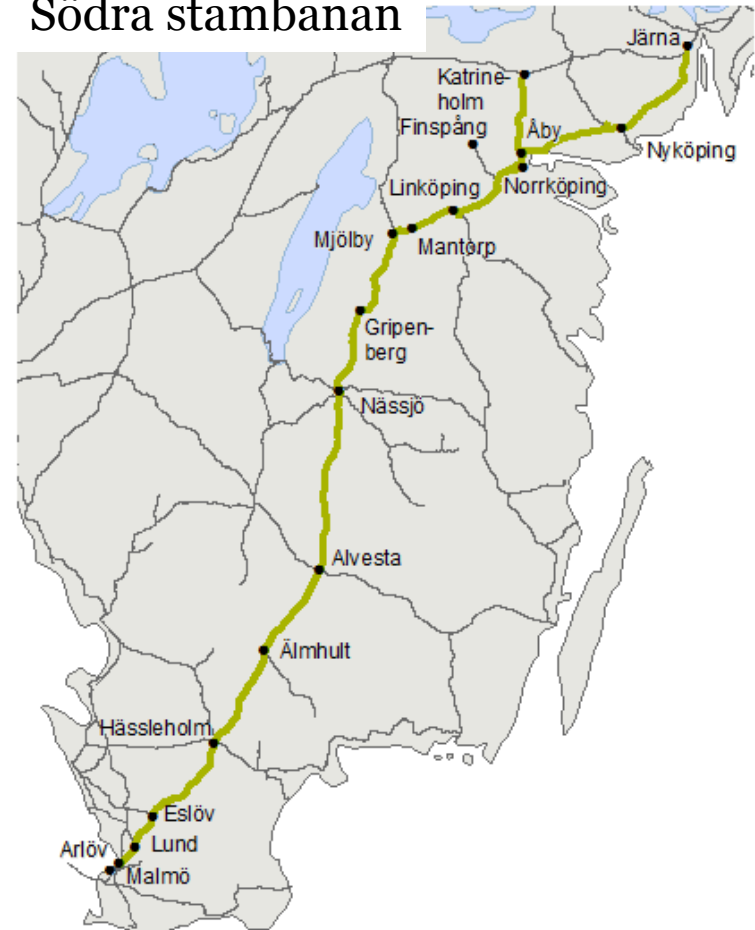 Södra stambanan
Järna
Katrine-
holm
Finspång
Åby
Nyköping
Linköping
Norrköping
Mjölby
Mantorp
Gripen-
berg
Nässjö
Alvesta
Älmhult
Hässleholm
Eslöv
Lund
Arlöv
Malmö